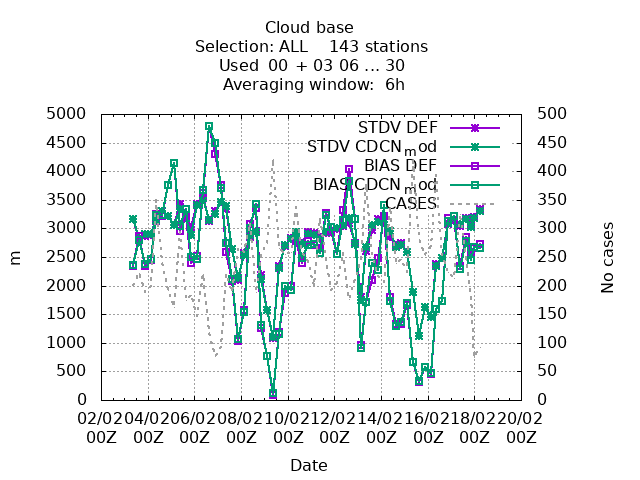 Cloud base
Selection: ALL 143 stations
Used 00 + 03 06 ... 30
Averaging window: 6h
5000 500
4500 450
4000 400
3500 350
3000 300
2500 250
2000 200
1500 150
1000 100
500 50
0 0
m
No cases
STDV DEF
STDV CDCNmod
BIAS DEF
BIAS CDCNmod
CASES
02/02 04/02 06/02 08/02 10/02 12/02 14/02 16/02 18/02 20/02
00Z 00Z 00Z 00Z 00Z 00Z 00Z 00Z 00Z 00Z
Date